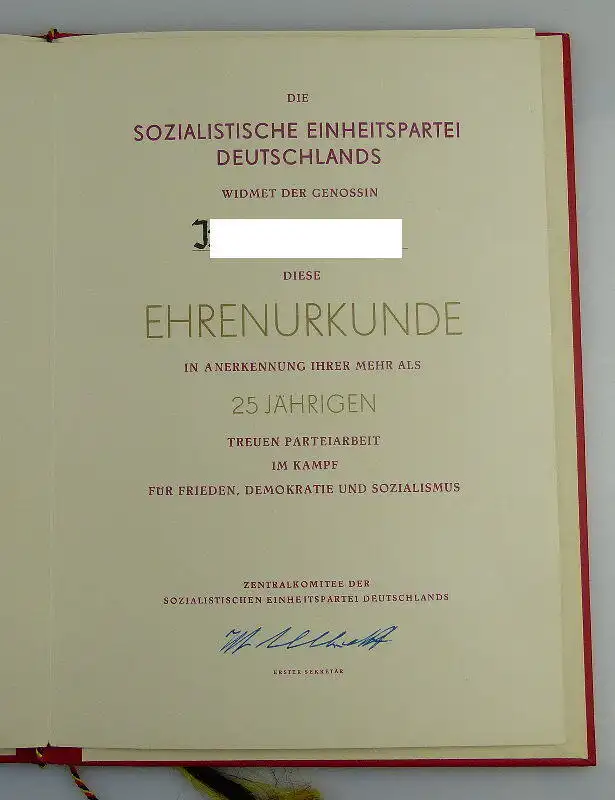 DIE
SOZIALISTISCHE EINHEITSPARTEI
DEUTSCHLANDS
WIDMET DER GENOSSIN
DIESE
EHRENURKUNDE
IN ANERKENNUNG IHRER MEHR ALS
25 JÄHRIGEN
TREUEN PARTEIARBEIT
IM KAMPF
FÜR FRIEDEN, DEMOKRATIE UND SOZIALISMUS
ZENTRALKOMITEE DER
SOZIALISTISCHEN EINHEITSPARTEI DEUTSCHLANDS
W. Ulbricht
ERSTER SEKRETÄR